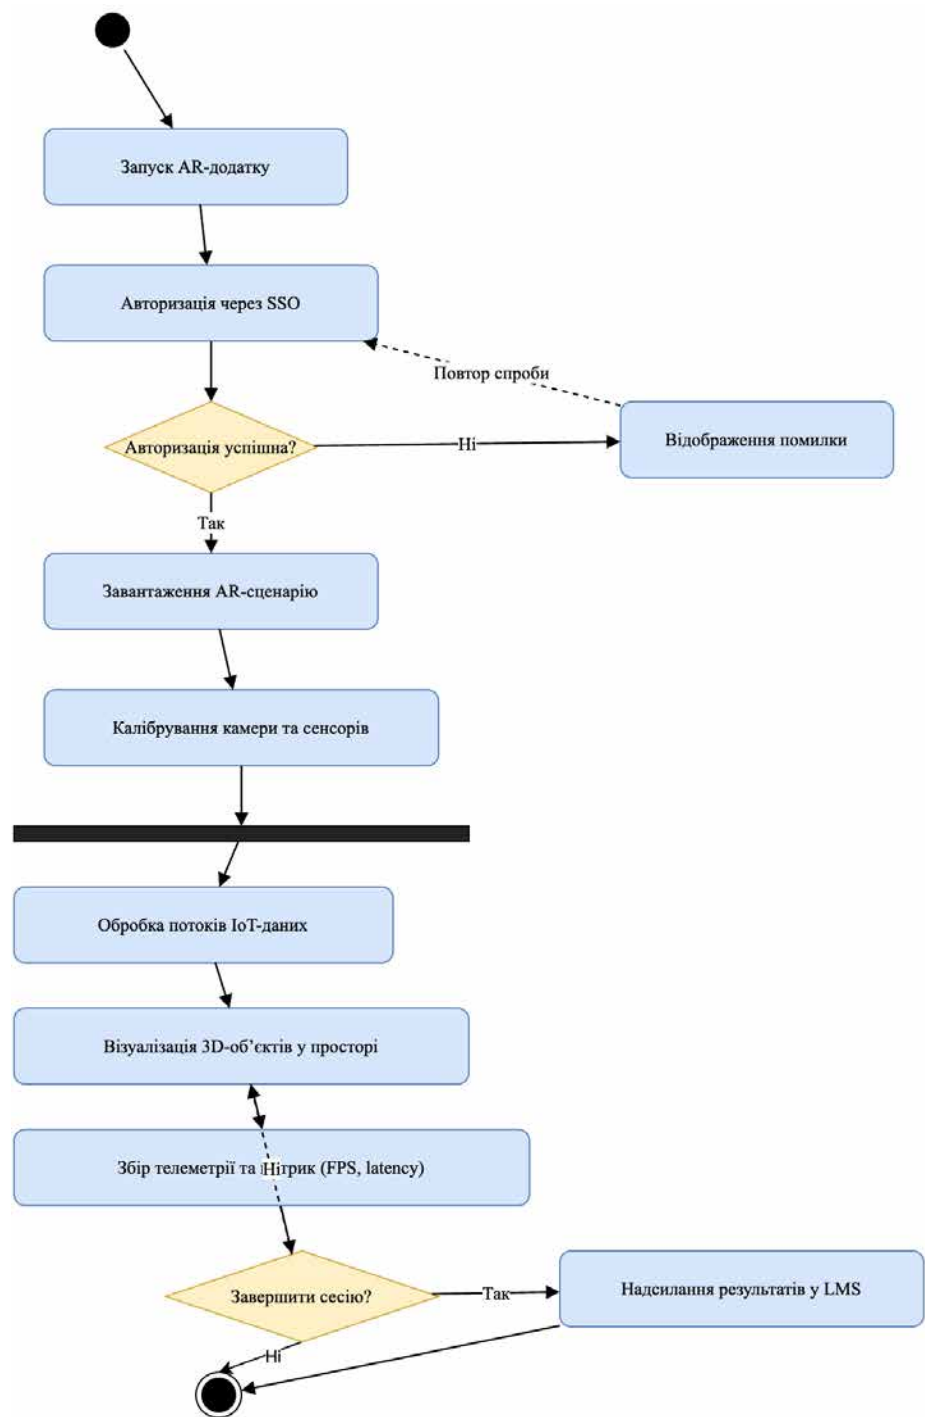 Запуск AR-додатку
Авторизація через SSO
Повтор спроби
Авторизація успішна?
Ні
Відображення помилки
Так
Завантаження AR-сценарію
Калібрування камери та сенсорів
Обробка потоків IoT-даних
Візуалізація 3D-об’єктів у просторі
Збір телеметрії та Нітрик (FPS, latency)
Завершити сесію?
Так
Надсилання результатів у LMS
Ні